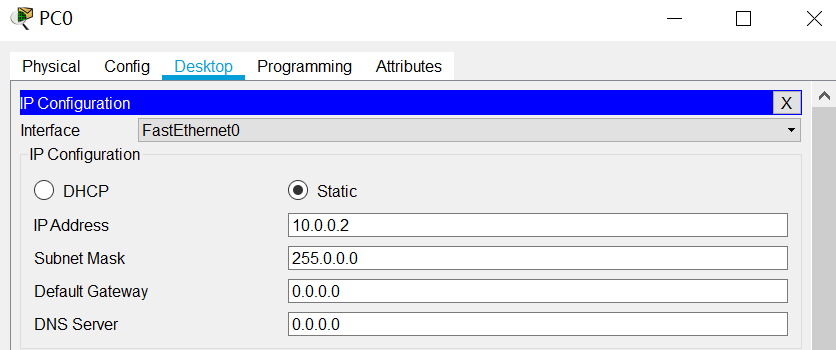 PC0
Physical Config Desktop Programming Attributes
IP Configuration X
Interface FastEthernet0
IP Configuration
DHCP Static
IP Address 10.0.0.2
Subnet Mask 255.0.0.0
Default Gateway 0.0.0.0
DNS Server 0.0.0.0